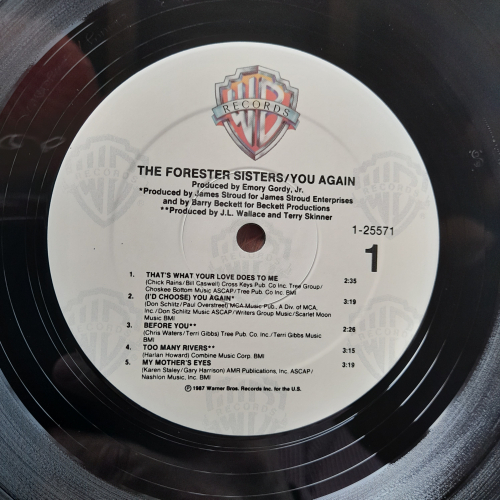 WB
RECORDS
THE FORESTER SISTERS/YOU AGAIN
Produced by Emory Gordy, Jr.
*Produced by James Stroud for James Stroud Enterprises
and by Barry Beckett for Beckett Productions
**Produced by J.L. Wallace and Terry Skinner
1-25571
1
1. THAT'S WHAT YOUR LOVE DOES TO ME
(Chick Rains/Bill Caswell) Cross Keys Pub. Co. Inc. Tree Group/ 2:35
Choskee Bottom Music ASCAP/Tree Pub. Co. Inc. BMI
2. (I'D CHOOSE) YOU AGAIN*
(Don Schlitz/Paul Overstreet) MCA Music Pub., A Div. of MCA, 3:19
Inc./Don Schlitz Music ASCAP/Writers Group Music/Scarlet Moon
Music BMI
3. BEFORE YOU**
(Chris Waters/Terri Gibbs) Tree Pub. Co. Inc./Terri Gibbs Music 2:26
BMI
4. TOO MANY RIVERS**
(Harlan Howard) Combine Music Corp. BMI 3:15
5. MY MOTHER'S EYES
(Karen Staley/Gary Harrison) AMR Publications, Inc. ASCAP/ 3:19
Nashlon Music, Inc. BMI
℗ 1987 Warner Bros. Records Inc. for the U.S.